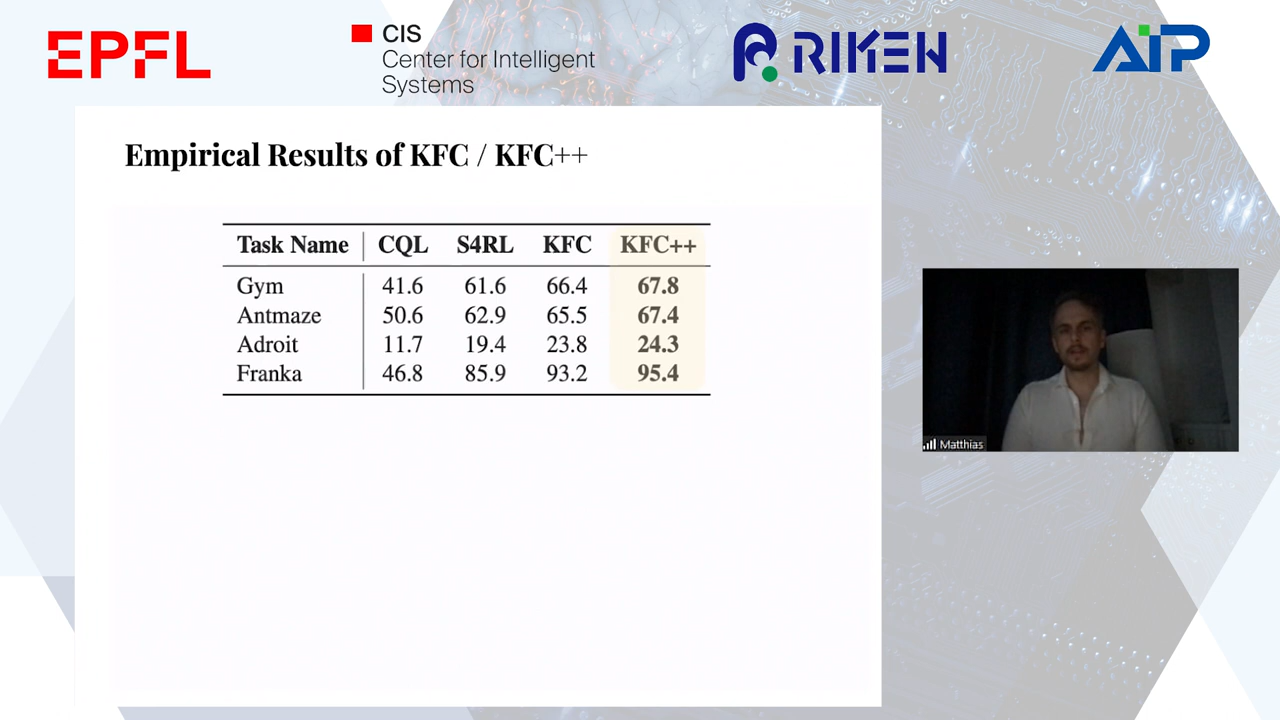 EPFL
CIS
Center for Intelligent
Systems
RIKEN
AIP
Empirical Results of KFC / KFC++
Task Name CQL S4RL KFC KFC++
Gym 41.6 61.6 66.4 67.8
Antmaze 50.6 62.9 65.5 67.4
Adroit 11.7 19.4 23.8 24.3
Franka 46.8 85.9 93.2 95.4
Matthias